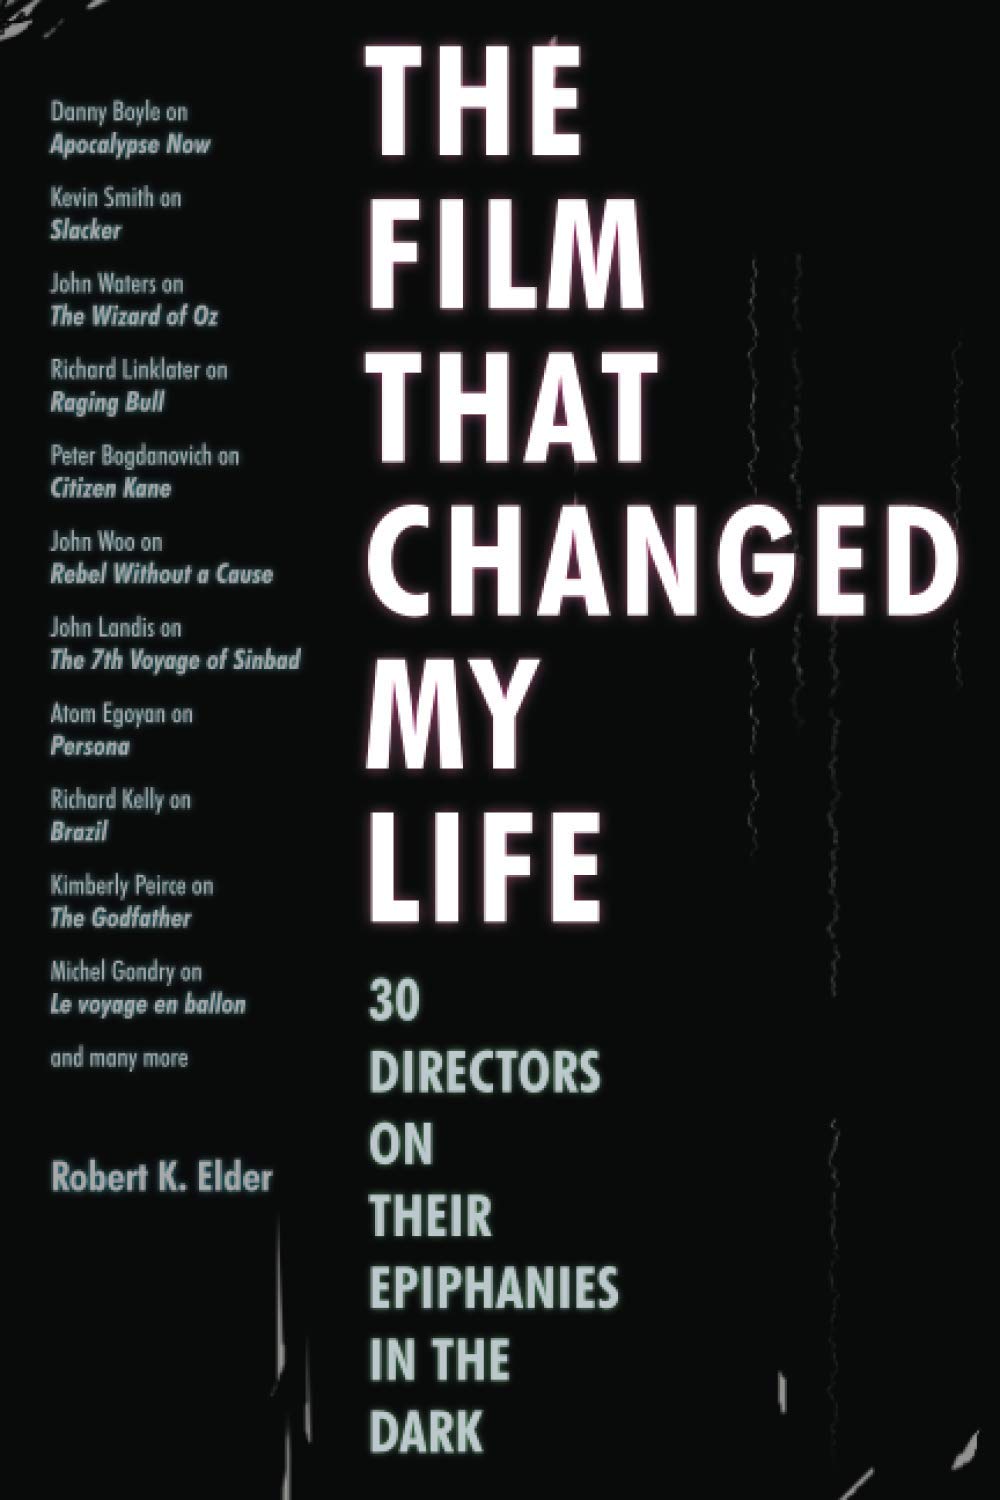 Danny Boyle on
Apocalypse Now
Kevin Smith on
Slacker
John Waters on
The Wizard of Oz
Richard Linklater on
Raging Bull
Peter Bogdanovich on
Citizen Kane
John Woo on
Rebel Without a Cause
John Landis on
The 7th Voyage of Sinbad
Atom Egoyan on
Persona
Richard Kelly on
Brazil
Kimberly Peirce on
The Godfather
Michel Gondry on
Le voyage en ballon
and many more
Robert K. Elder
THE
FILM
THAT
CHANGED
MY
LIFE
30
DIRECTORS
ON
THEIR
EPIPHANIES
IN THE
DARK